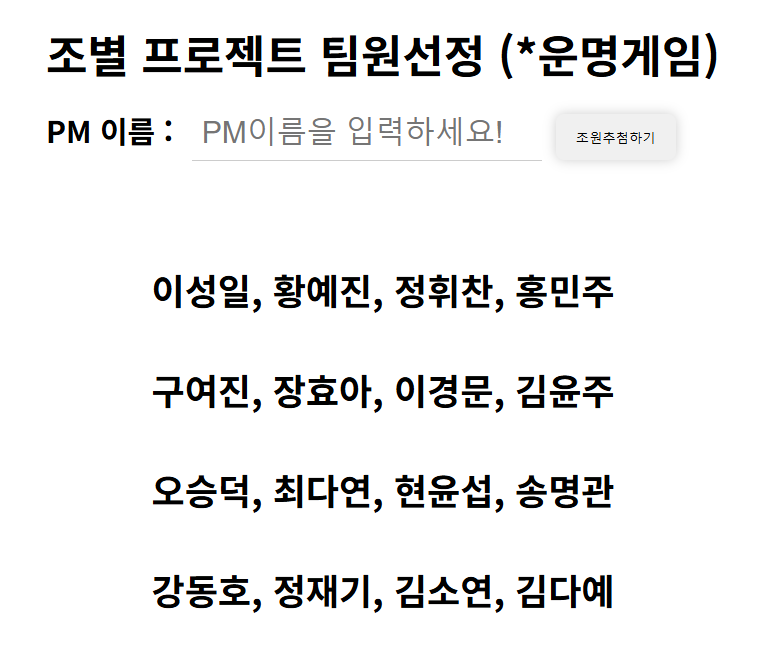 조별 프로젝트 팀원선정 (*운명게임)
PM 이름 : PM이름을 입력하세요! 조원추첨하기
이성일, 황예진, 정휘찬, 홍민주
구여진, 장효아, 이경문, 김윤주
오승덕, 최다연, 현윤섭, 송명관
강동호, 정재기, 김소연, 김다예